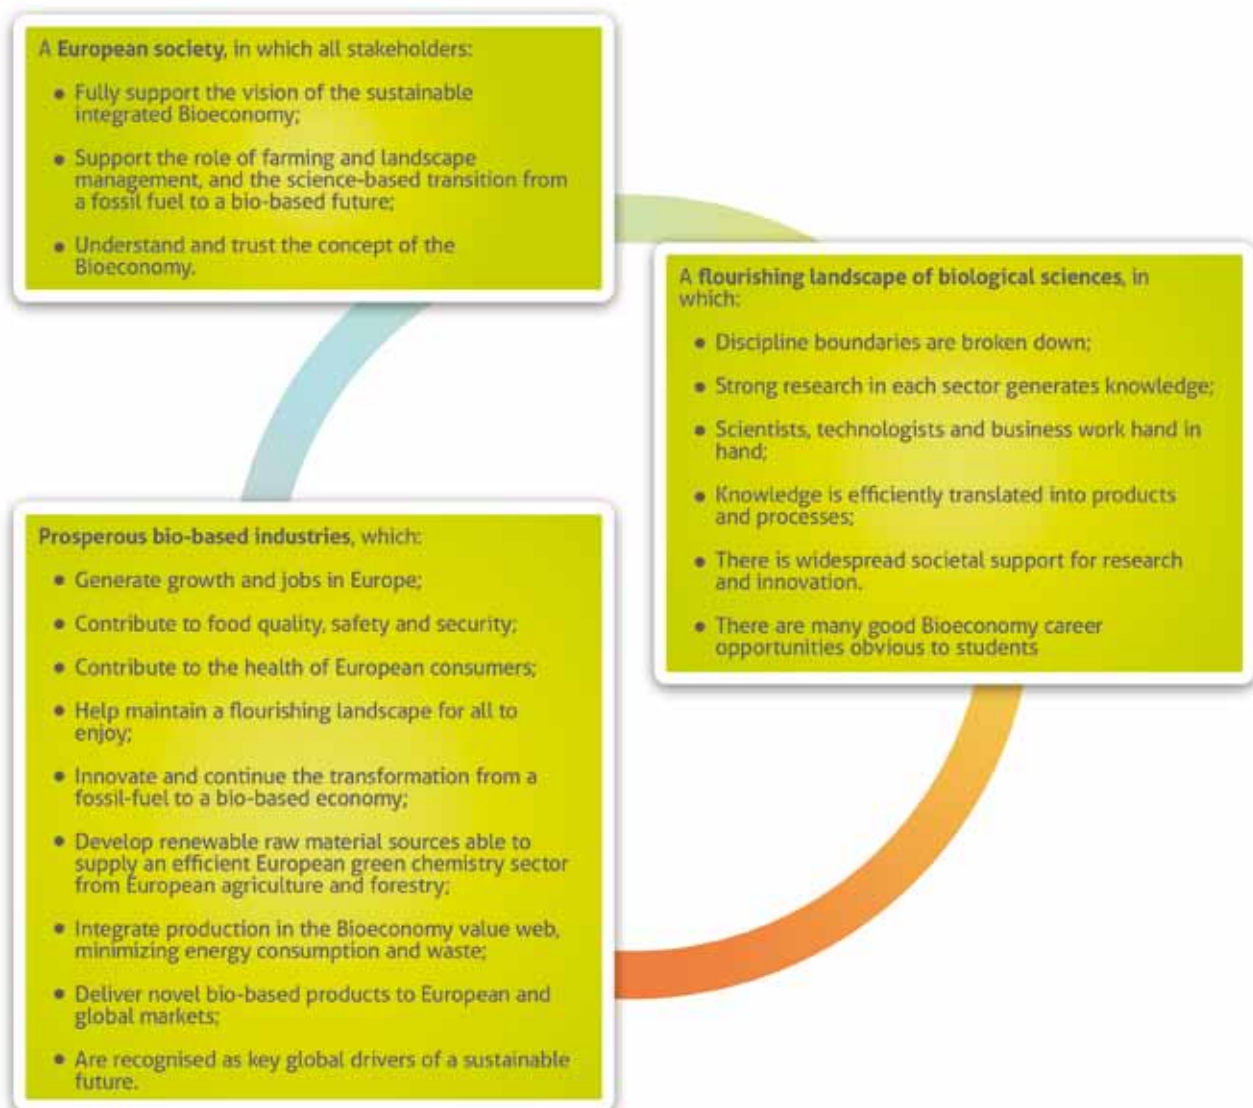 A European society, in which all stakeholders:
● Fully support the vision of the sustainable
integrated Bioeconomy;
● Support the role of farming and landscape
management, and the science-based transition from
a fossil fuel to a bio-based future;
● Understand and trust the concept of the
Bioeconomy.
A flourishing landscape of biological sciences, in
which:
● Discipline boundaries are broken down;
● Strong research in each sector generates knowledge;
● Scientists, technologists and business work hand in
hand;
● Knowledge is efficiently translated into products
and processes;
● There is widespread societal support for research
and innovation.
● There are many good Bioeconomy career
opportunities obvious to students
Prosperous bio-based industries, which:
● Generate growth and jobs in Europe;
● Contribute to food quality, safety and security;
● Contribute to the health of European consumers;
● Help maintain a flourishing landscape for all to
enjoy;
● Innovate and continue the transformation from a
fossil-fuel to a bio-based economy;
● Develop renewable raw material sources able to
supply an efficient European green chemistry sector
from European agriculture and forestry;
● Integrate production in the Bioeconomy value web,
minimizing energy consumption and waste;
● Deliver novel bio-based products to European and
global markets;
● Are recognised as key global drivers of a sustainable
future.